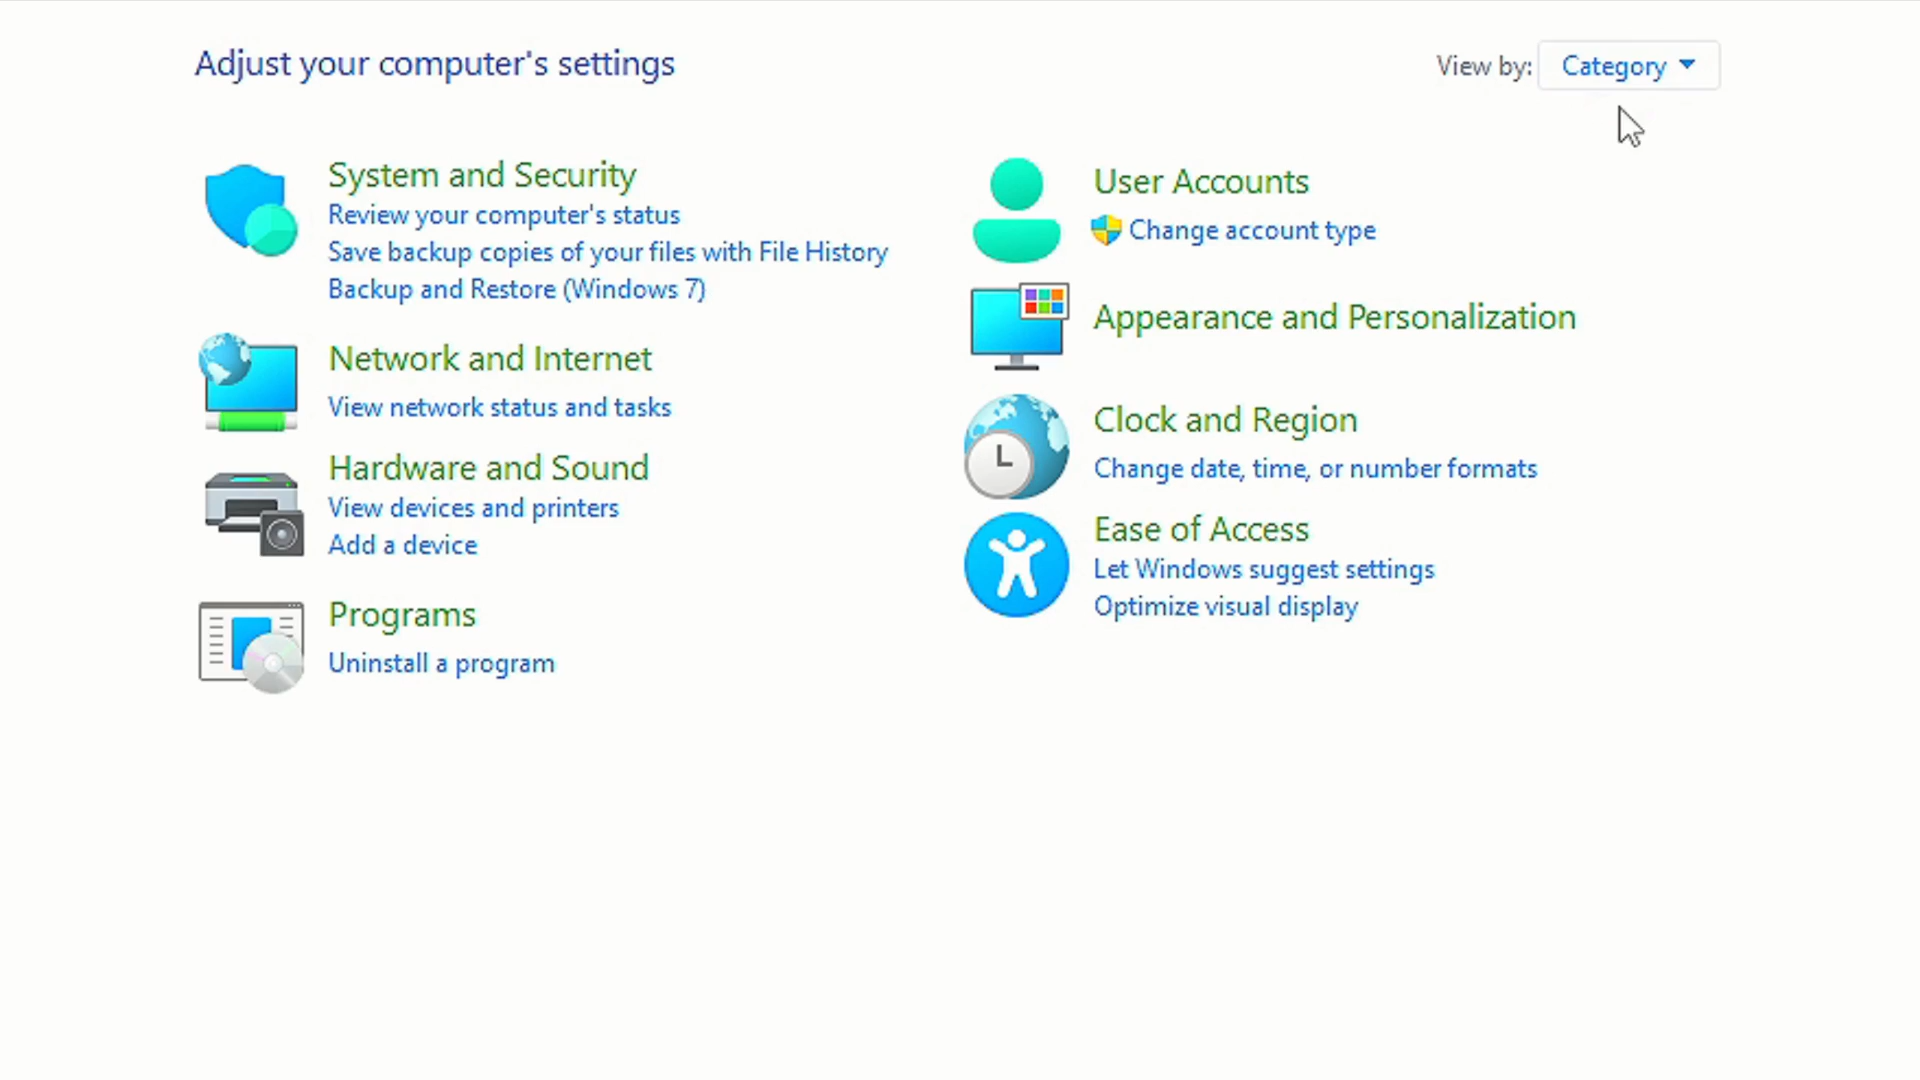 Adjust your computer's settings
View by: Category
System and Security
Review your computer's status
Save backup copies of your files with File History
Backup and Restore (Windows 7)
Network and Internet
View network status and tasks
Hardware and Sound
View devices and printers
Add a device
Programs
Uninstall a program
User Accounts
Change account type
Appearance and Personalization
Clock and Region
Change date, time, or number formats
Ease of Access
Let Windows suggest settings
Optimize visual display